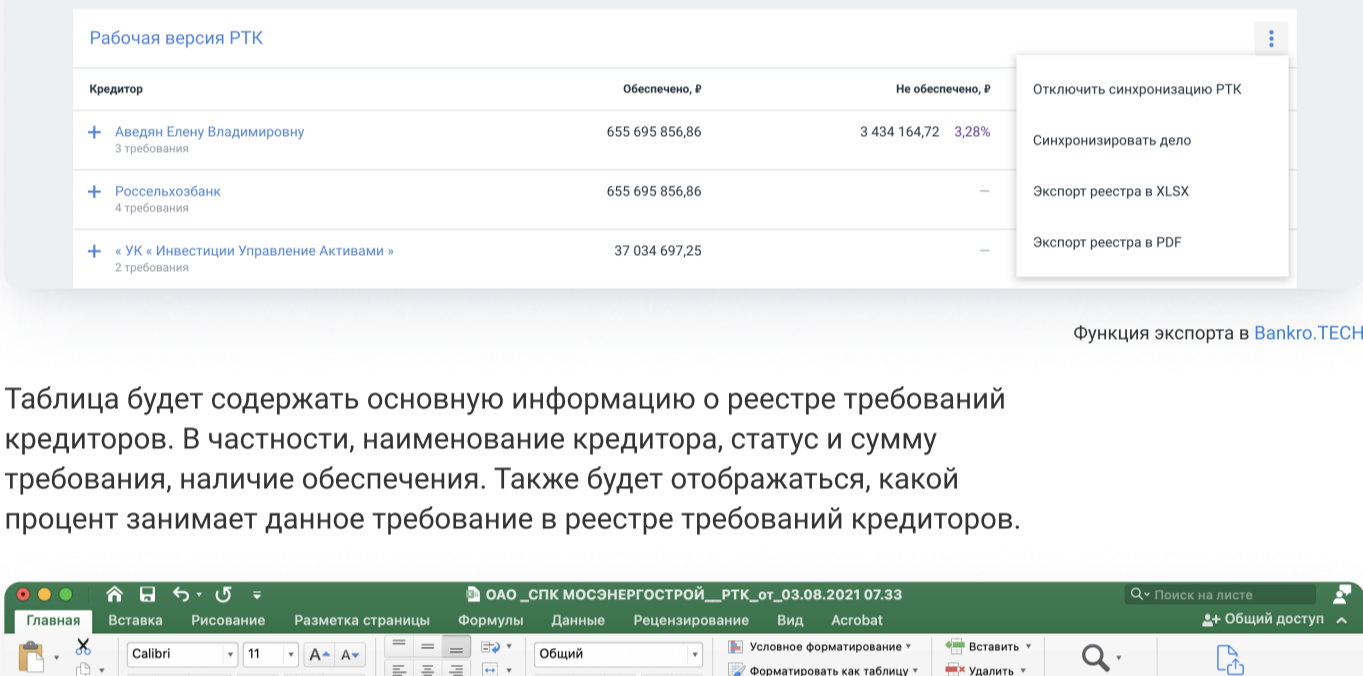 Рабочая версия РТК
Кредитор Обеспечено, ₽ Не обеспечено, ₽
Отключить синхронизацию РТК
Аведян Елену Владимировну 655 695 856,86 3 434 164,72 3,28%
3 требования
Синхронизировать дело
Россельхозбанк 655 695 856,86 —
4 требования
Экспорт реестра в XLSX
« УК « Инвестиции Управление Активами » 37 034 697,25 —
2 требования
Экспорт реестра в PDF
Функция экспорта в Bankro.TECH
Таблица будет содержать основную информацию о реестре требований
кредиторов. В частности, наименование кредитора, статус и сумму
требования, наличие обеспечения. Также будет отображаться, какой
процент занимает данное требование в реестре требований кредиторов.
ОАО _СПК МОСЭНЕРГОСТРОЙ__РТК_от_03.08.2021 07.33 Поиск на листе
Главная Вставка Рисование Разметка страницы Формулы Данные Рецензирование Вид Acrobat Общий доступ
Calibri 11 A A Общий Условное форматирование Вставить
Форматировать как таблицу Удалить